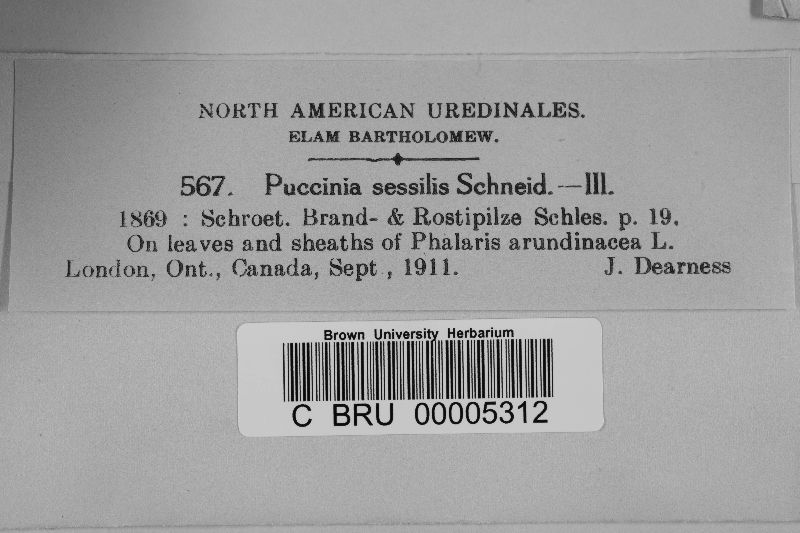 NORTH AMERICAN UREDINALES.
ELAM BARTHOLOMEW.
567. Puccinia sessilis Schneid.—III.
1869 : Schroet. Brand- & Rostipilze Schles. p. 19.
On leaves and sheaths of Phalaris arundinacea L.
London, Ont., Canada, Sept , 1911. J. Dearness
Brown University Herbarium
C BRU 00005312